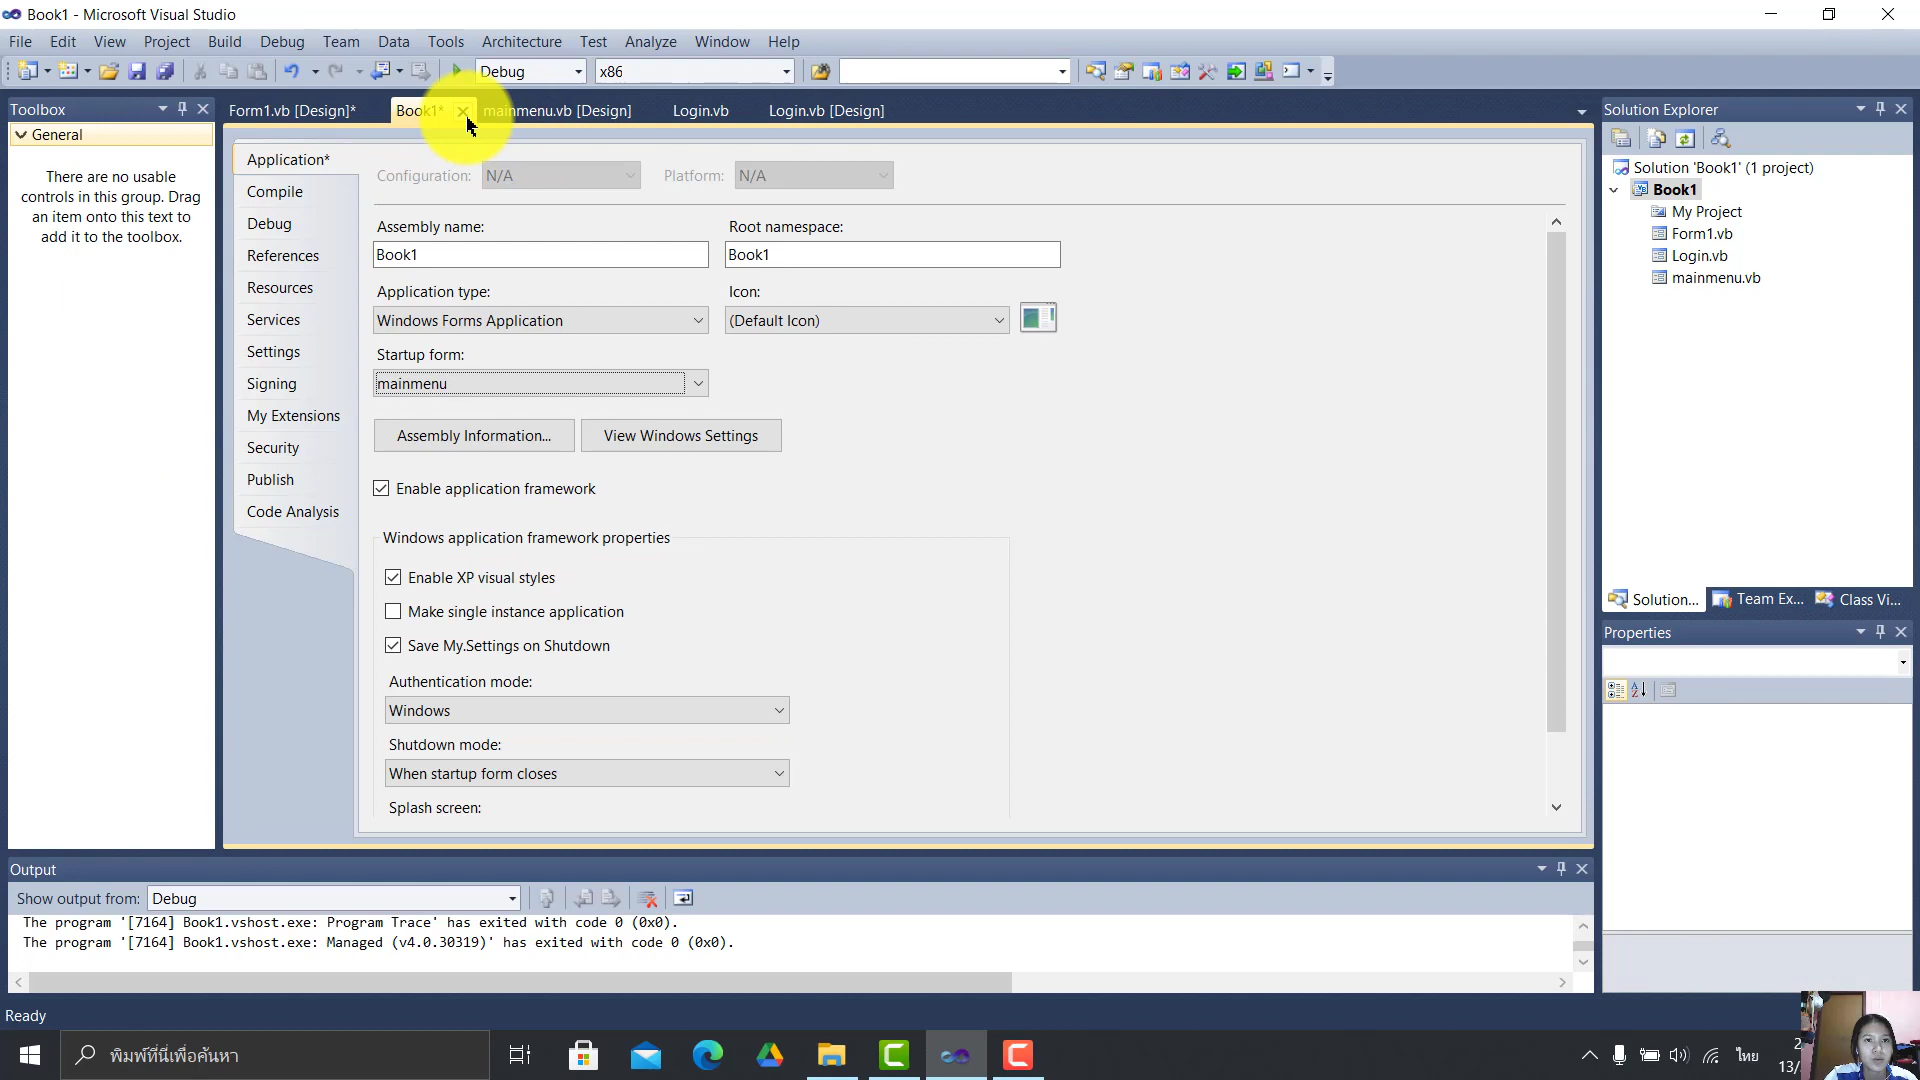 Book1 - Microsoft Visual Studio
File Edit View Project Build Debug Team Data Tools Architecture Test Analyze Window Help
Debug x86
Toolbox
General
There are no usable
controls in this group. Drag
an item onto this text to
add it to the toolbox.
Form1.vb [Design]* Book1* mainmenu.vb [Design] Login.vb Login.vb [Design]
Application*
Compile
Debug
References
Resources
Services
Settings
Signing
My Extensions
Security
Publish
Code Analysis
Configuration: N/A Platform: N/A
Assembly name: Root namespace:
Book1 Book1
Application type: Icon:
Windows Forms Application (Default Icon)
Startup form:
mainmenu
Assembly Information... View Windows Settings
Enable application framework
Windows application framework properties
Enable XP visual styles
Make single instance application
Save My.Settings on Shutdown
Authentication mode:
Windows
Shutdown mode:
When startup form closes
Splash screen:
Solution Explorer
Solution 'Book1' (1 project)
Book1
My Project
Form1.vb
Login.vb
mainmenu.vb
Solution... Team Ex... Class Vi...
Properties
Output
Show output from: Debug
The program '[7164] Book1.vshost.exe: Program Trace' has exited with code 0 (0x0).
The program '[7164] Book1.vshost.exe: Managed (v4.0.30319)' has exited with code 0 (0x0).
Ready
พิมพ์ที่นี่เพื่อค้นหา
ไทย
13/